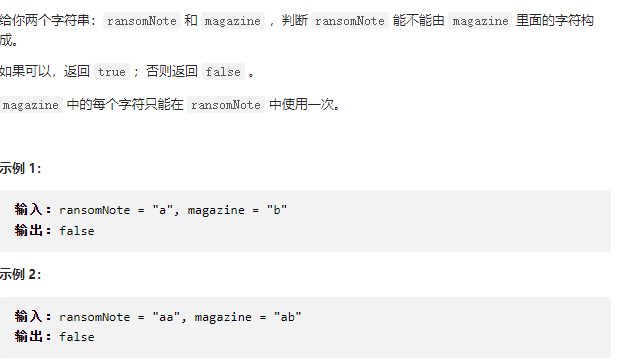 给你两个字符串：ransomNote 和 magazine ，判断 ransomNote 能不能由 magazine 里面的字符构
成。
如果可以，返回 true ；否则返回 false 。
magazine 中的每个字符只能在 ransomNote 中使用一次。
示例 1：
输入：ransomNote = "a", magazine = "b"
输出：false
示例 2：
输入：ransomNote = "aa", magazine = "ab"
输出：false